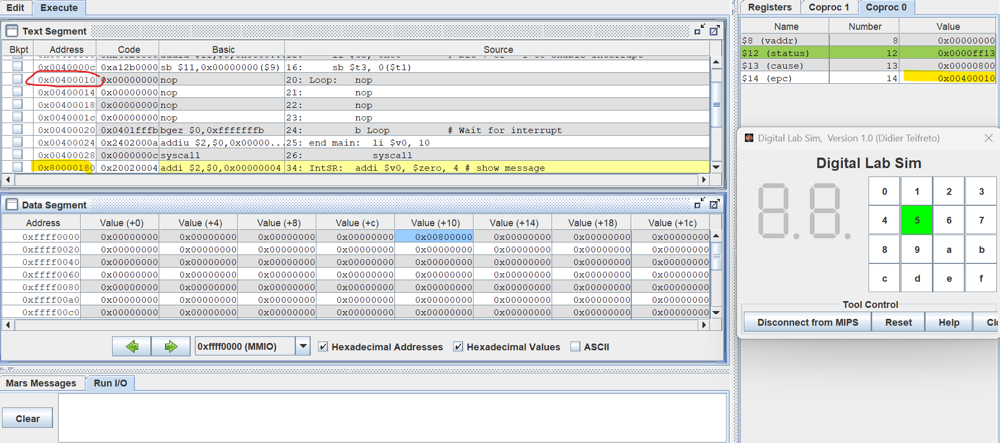 Edit Execute
Text Segment
Bkpt Address Code Basic Source
0x0040000c 0xa12b0000 sb $11,0x00000000($9) 16: sb $t3, 0($t1)
0x00400010 0x00000000 nop 20: Loop: nop
0x00400014 0x00000000 nop 21: nop
0x00400018 0x00000000 nop 22: nop
0x0040001c 0x00000000 nop 23: nop
0x00400020 0x0401fffb bgez $0,0xfffffffb 24: b Loop # Wait for interrupt
0x00400024 0x2402000a addiu $2,$0,0x00000... 25: end main: li $v0, 10
0x00400028 0x0000000c syscall 26: syscall
0x80000180 0x20020004 addi $2,$0,0x00000004 34: IntSR: addi $v0, $zero, 4 # show message
Data Segment
Address Value (+0) Value (+4) Value (+8) Value (+c) Value (+10) Value (+14) Value (+18) Value (+1c)
0xffff0000 0x00000000 0x00000000 0x00000000 0x00000000 0x00800000 0x00000000 0x00000000 0x00000000
0xffff0020 0x00000000 0x00000000 0x00000000 0x00000000 0x00000000 0x00000000 0x00000000 0x00000000
0xffff0040 0x00000000 0x00000000 0x00000000 0x00000000 0x00000000 0x00000000 0x00000000 0x00000000
0xffff0060 0x00000000 0x00000000 0x00000000 0x00000000 0x00000000 0x00000000 0x00000000 0x00000000
0xffff0080 0x00000000 0x00000000 0x00000000 0x00000000 0x00000000 0x00000000 0x00000000 0x00000000
0xffff00a0 0x00000000 0x00000000 0x00000000 0x00000000 0x00000000 0x00000000 0x00000000 0x00000000
0xffff00c0 0x00000000 0x00000000 0x00000000 0x00000000 0x00000000 0x00000000 0x00000000 0x00000000
0xffff0000 (MMIO) Hexadecimal Addresses Hexadecimal Values ASCII
Mars Messages Run I/O
Clear
Registers Coproc 1 Coproc 0
Name Number Value
$8 (vaddr) 8 0x00000000
$12 (status) 12 0x0000ff13
$13 (cause) 13 0x00000800
$14 (epc) 14 0x00400010
Digital Lab Sim, Version 1.0 (Didier Teifreto)
Digital Lab Sim
0 1 2 3
4 5 6 7
8 9 a b
c d e f
Tool Control
Disconnect from MIPS Reset Help Clo